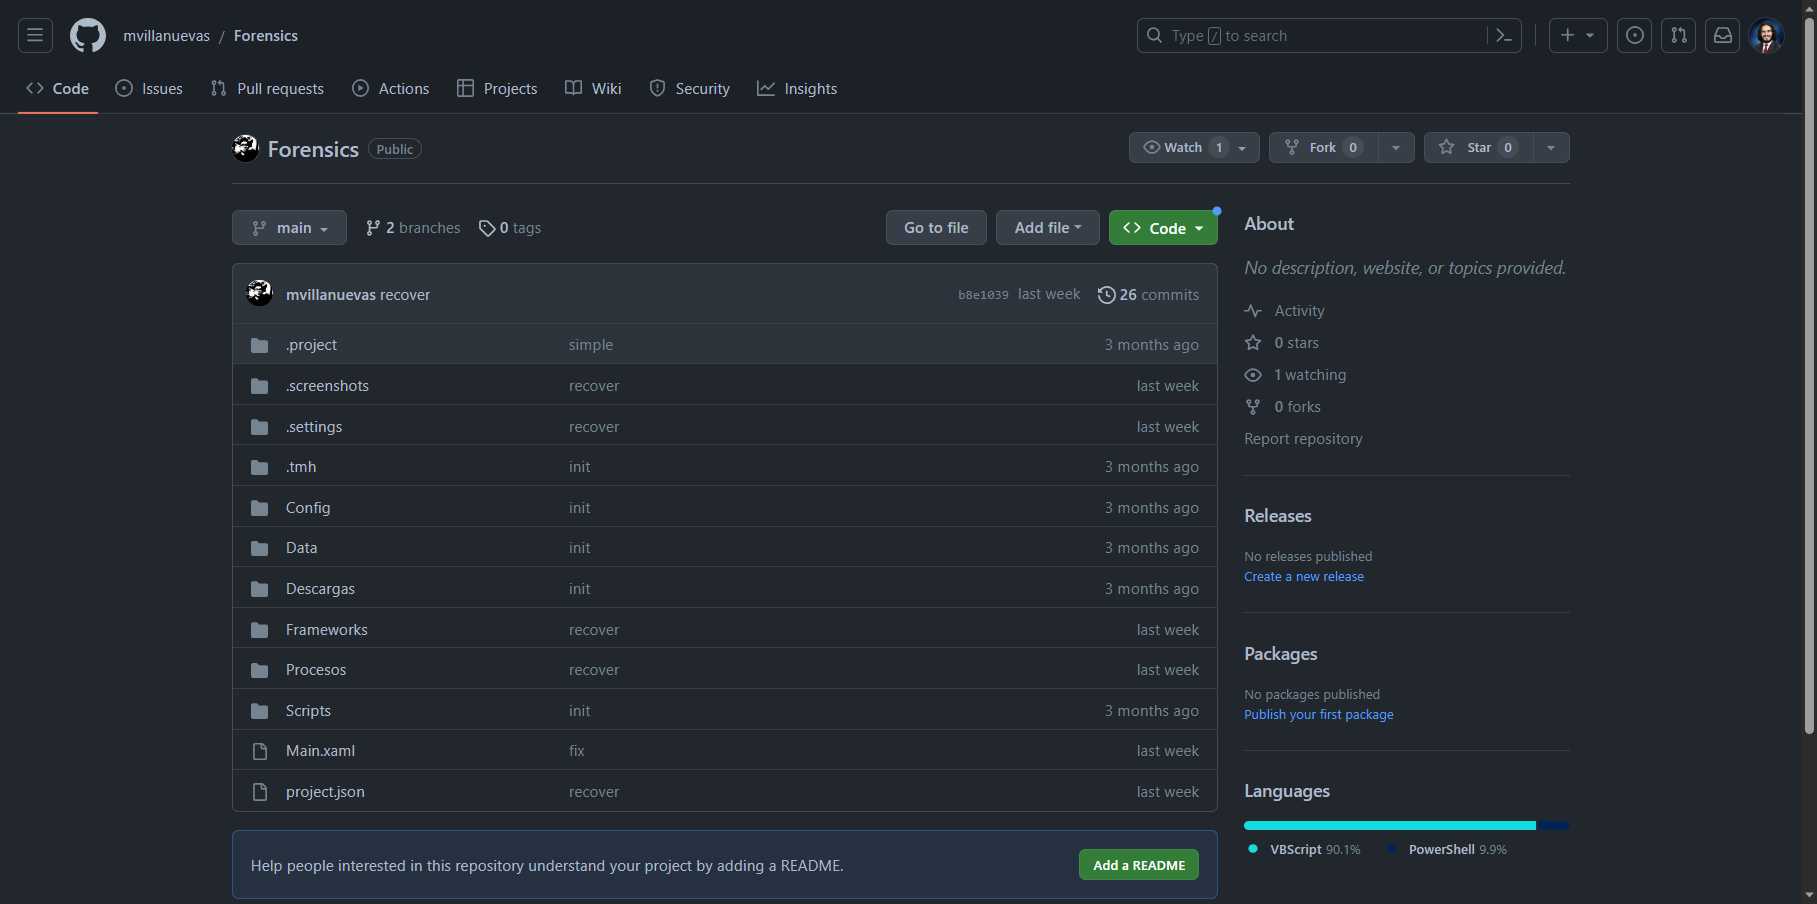 mvillanuevas / Forensics
Type / to search
Code Issues Pull requests Actions Projects Wiki Security Insights
Forensics Public
Watch 1 Fork 0 Star 0
main 2 branches 0 tags Go to file Add file Code
mvillanuevas recover b8e1039 last week 26 commits
.project simple 3 months ago
.screenshots recover last week
.settings recover last week
.tmh init 3 months ago
Config init 3 months ago
Data init 3 months ago
Descargas init 3 months ago
Frameworks recover last week
Procesos recover last week
Scripts init 3 months ago
Main.xaml fix last week
project.json recover last week
Help people interested in this repository understand your project by adding a README. Add a README
About
No description, website, or topics provided.
Activity
0 stars
1 watching
0 forks
Report repository
Releases
No releases published
Create a new release
Packages
No packages published
Publish your first package
Languages
VBScript 90.1% PowerShell 9.9%